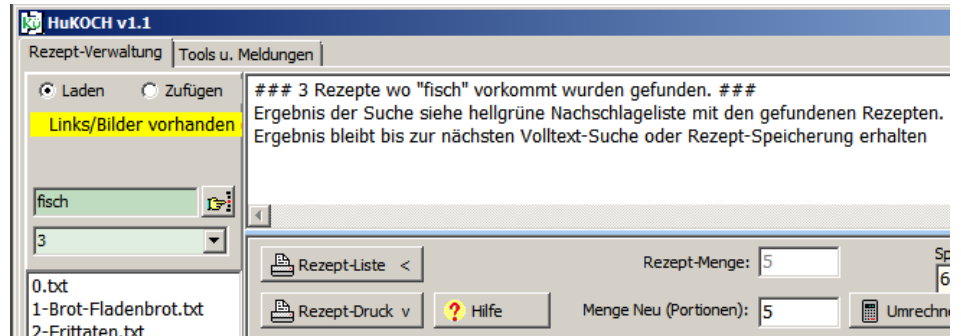 HuKOCH v1.1
Rezept-Verwaltung Tools u. Meldungen
Laden Zufügen
Links/Bilder vorhanden
### 3 Rezepte wo "fisch" vorkommt wurden gefunden. ###
Ergebnis der Suche siehe hellgrüne Nachschlageliste mit den gefundenen Rezepten.
Ergebnis bleibt bis zur nächsten Volltext-Suche oder Rezept-Speicherung erhalten
fisch
3
0.txt
1-Brot-Fladenbrot.txt
2-Frittaten.txt
Rezept-Liste <
Rezept-Menge: 5
Sp
6
Rezept-Druck v
? Hilfe
Menge Neu (Portionen): 5
Umrechne